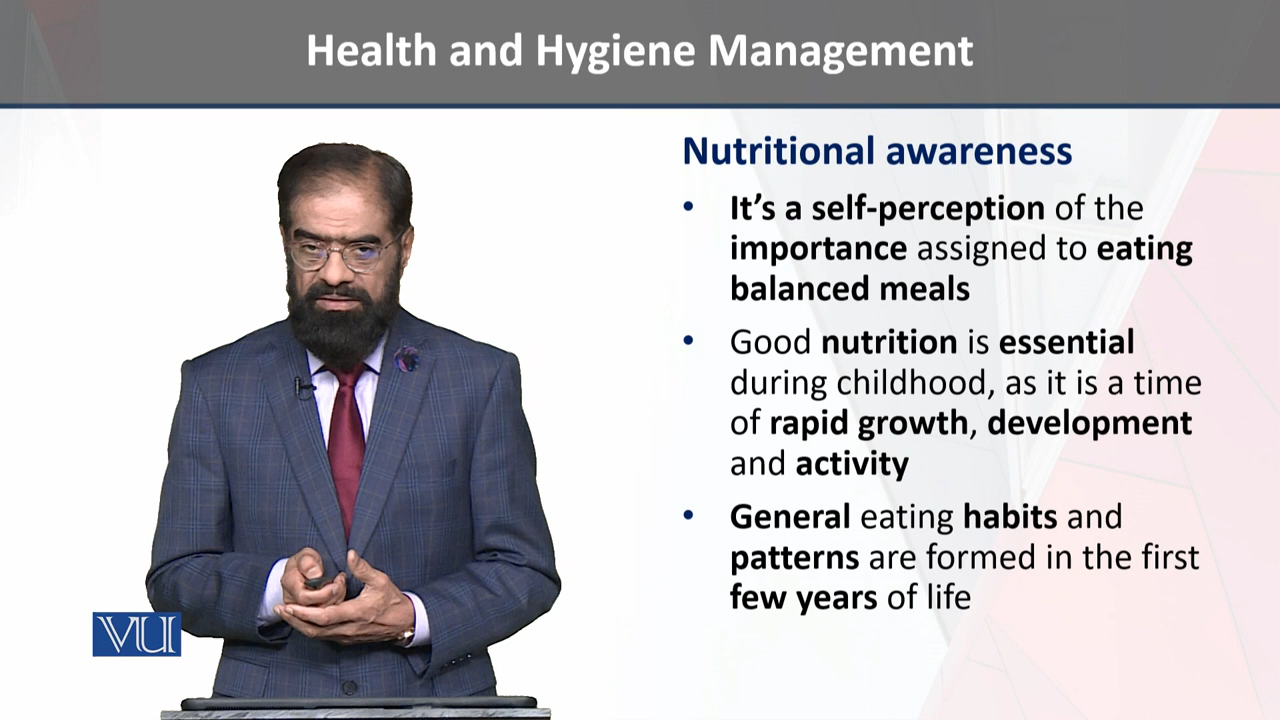 Health and Hygiene Management
Nutritional awareness
• It’s a self-perception of the
importance assigned to eating
balanced meals
• Good nutrition is essential
during childhood, as it is a time
of rapid growth, development
and activity
• General eating habits and
patterns are formed in the first
few years of life
VU